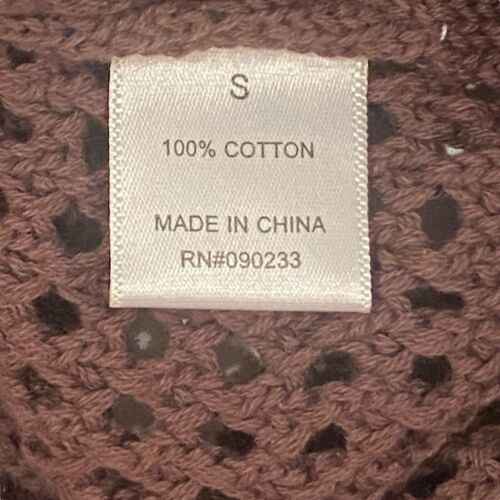 S
100% COTTON
MADE IN CHINA
RN#090233